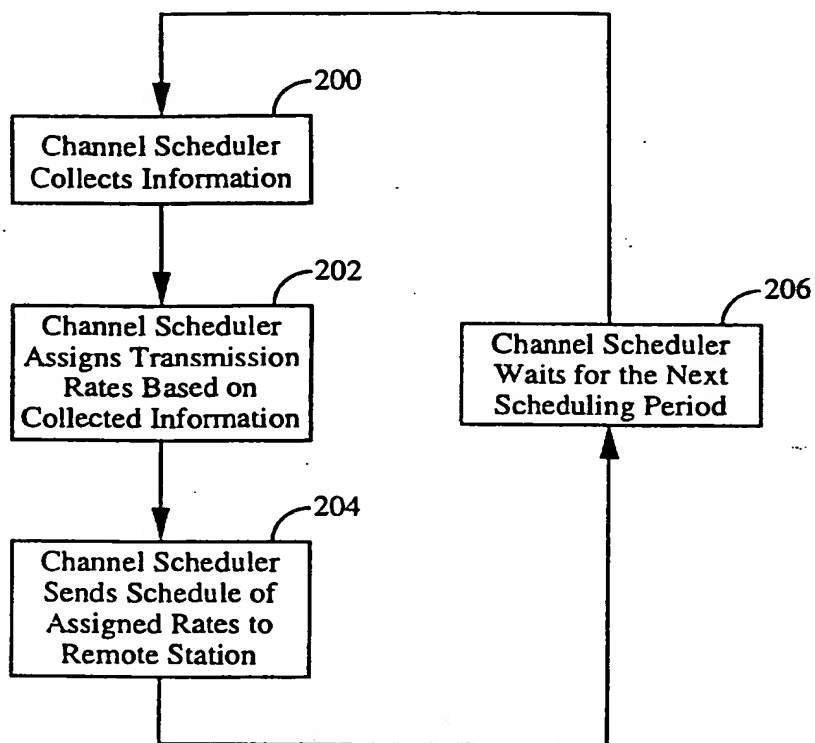 200
Channel Scheduler
Collects Information
202
Channel Scheduler
Assigns Transmission
Rates Based on
Collected Information
204
Channel Scheduler
Sends Schedule of
Assigned Rates to
Remote Station
206
Channel Scheduler
Waits for the Next
Scheduling Period